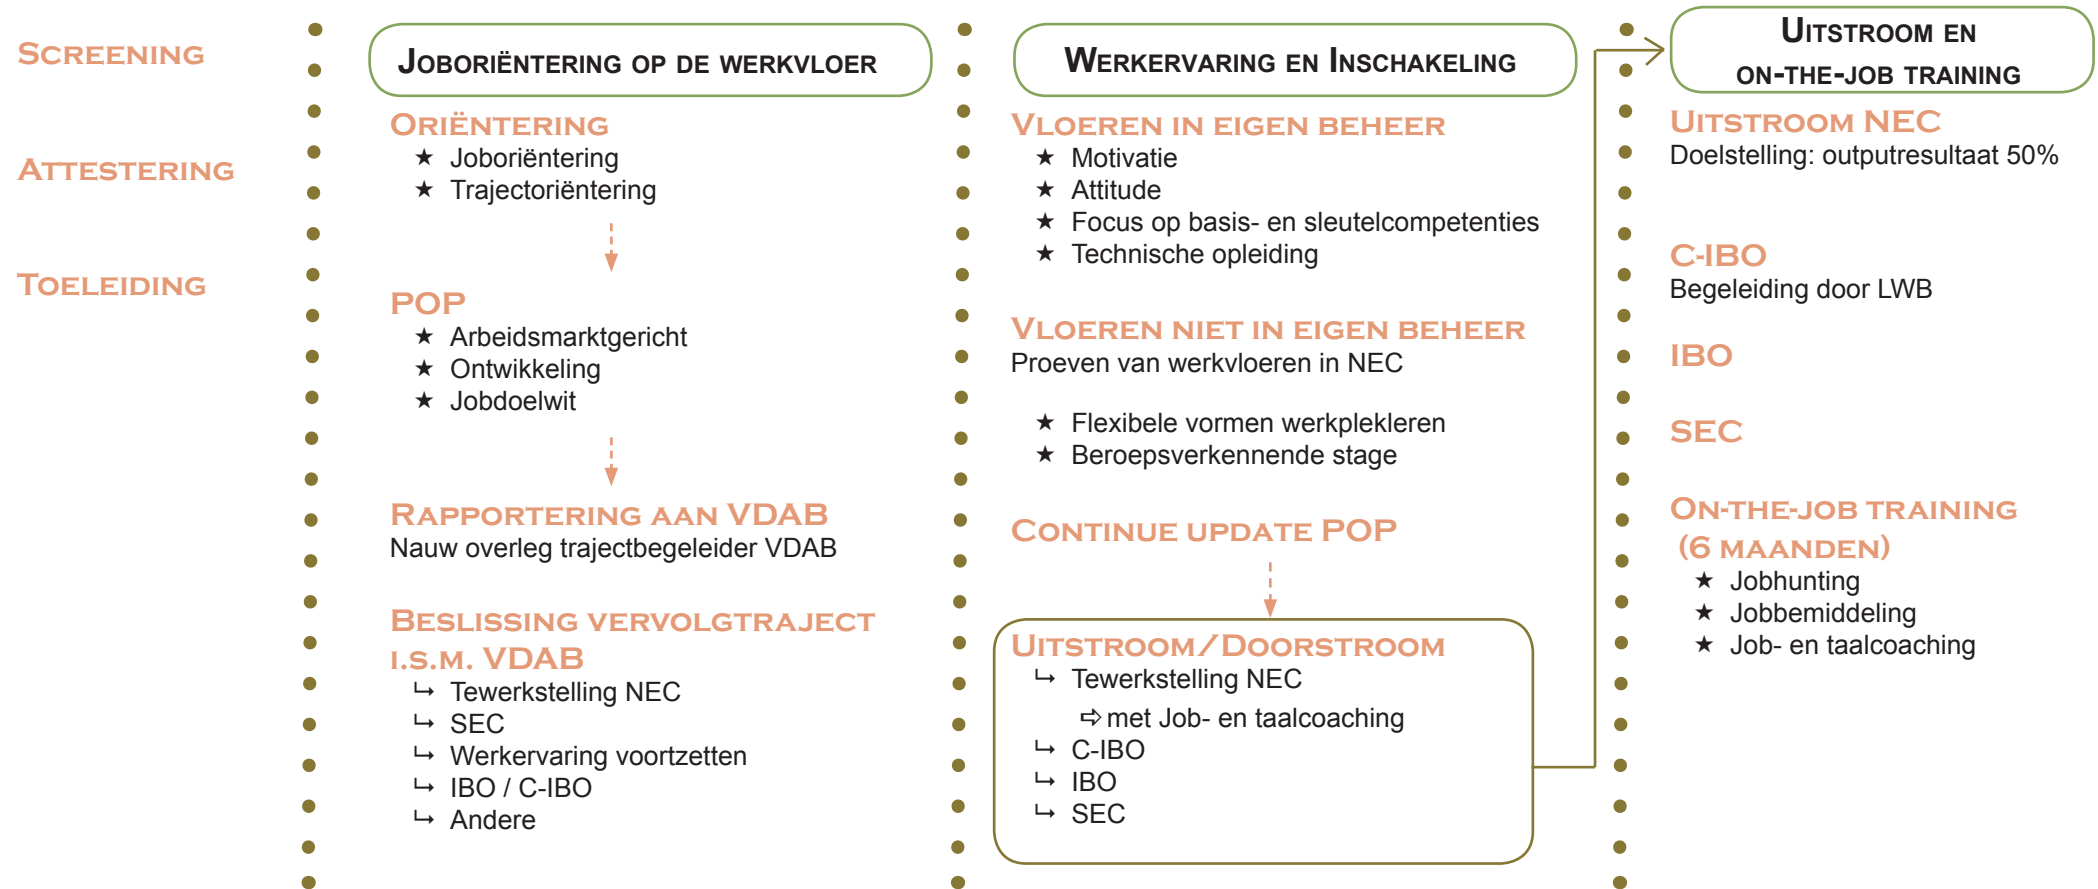 Screening
Attestering
Toeleiding
Joboriëntering op de werkvloer
Oriëntering
★ Joboriëntering
★ Trajectoriëntering
POP
★ Arbeidsmarktgericht
★ Ontwikkeling
★ Jobdoelwit
Rapportering aan VDAB
Nauw overleg trajectbegeleider VDAB
Beslissing vervolgtraject
i.s.m. VDAB
↳ Tewerkstelling NEC
↳ SEC
↳ Werkervaring voortzetten
↳ IBO / C-IBO
↳ Andere
Werkervaring en Inschakeling
Vloeren in eigen beheer
★ Motivatie
★ Attitude
★ Focus op basis- en sleutelcompetenties
★ Technische opleiding
Vloeren niet in eigen beheer
Proeven van werkvloeren in NEC
★ Flexibele vormen werkplekleren
★ Beroepsverkennende stage
Continue update POP
Uitstroom/Doorstroom
↳ Tewerkstelling NEC
⇨ met Job- en taalcoaching
↳ C-IBO
↳ IBO
↳ SEC
Uitstroom en
on-the-job training
Uitstroom NEC
Doelstelling: outputresultaat 50%
C-IBO
Begeleiding door LWB
IBO
SEC
On-the-job training
(6 maanden)
★ Jobhunting
★ Jobbemiddeling
★ Job- en taalcoaching